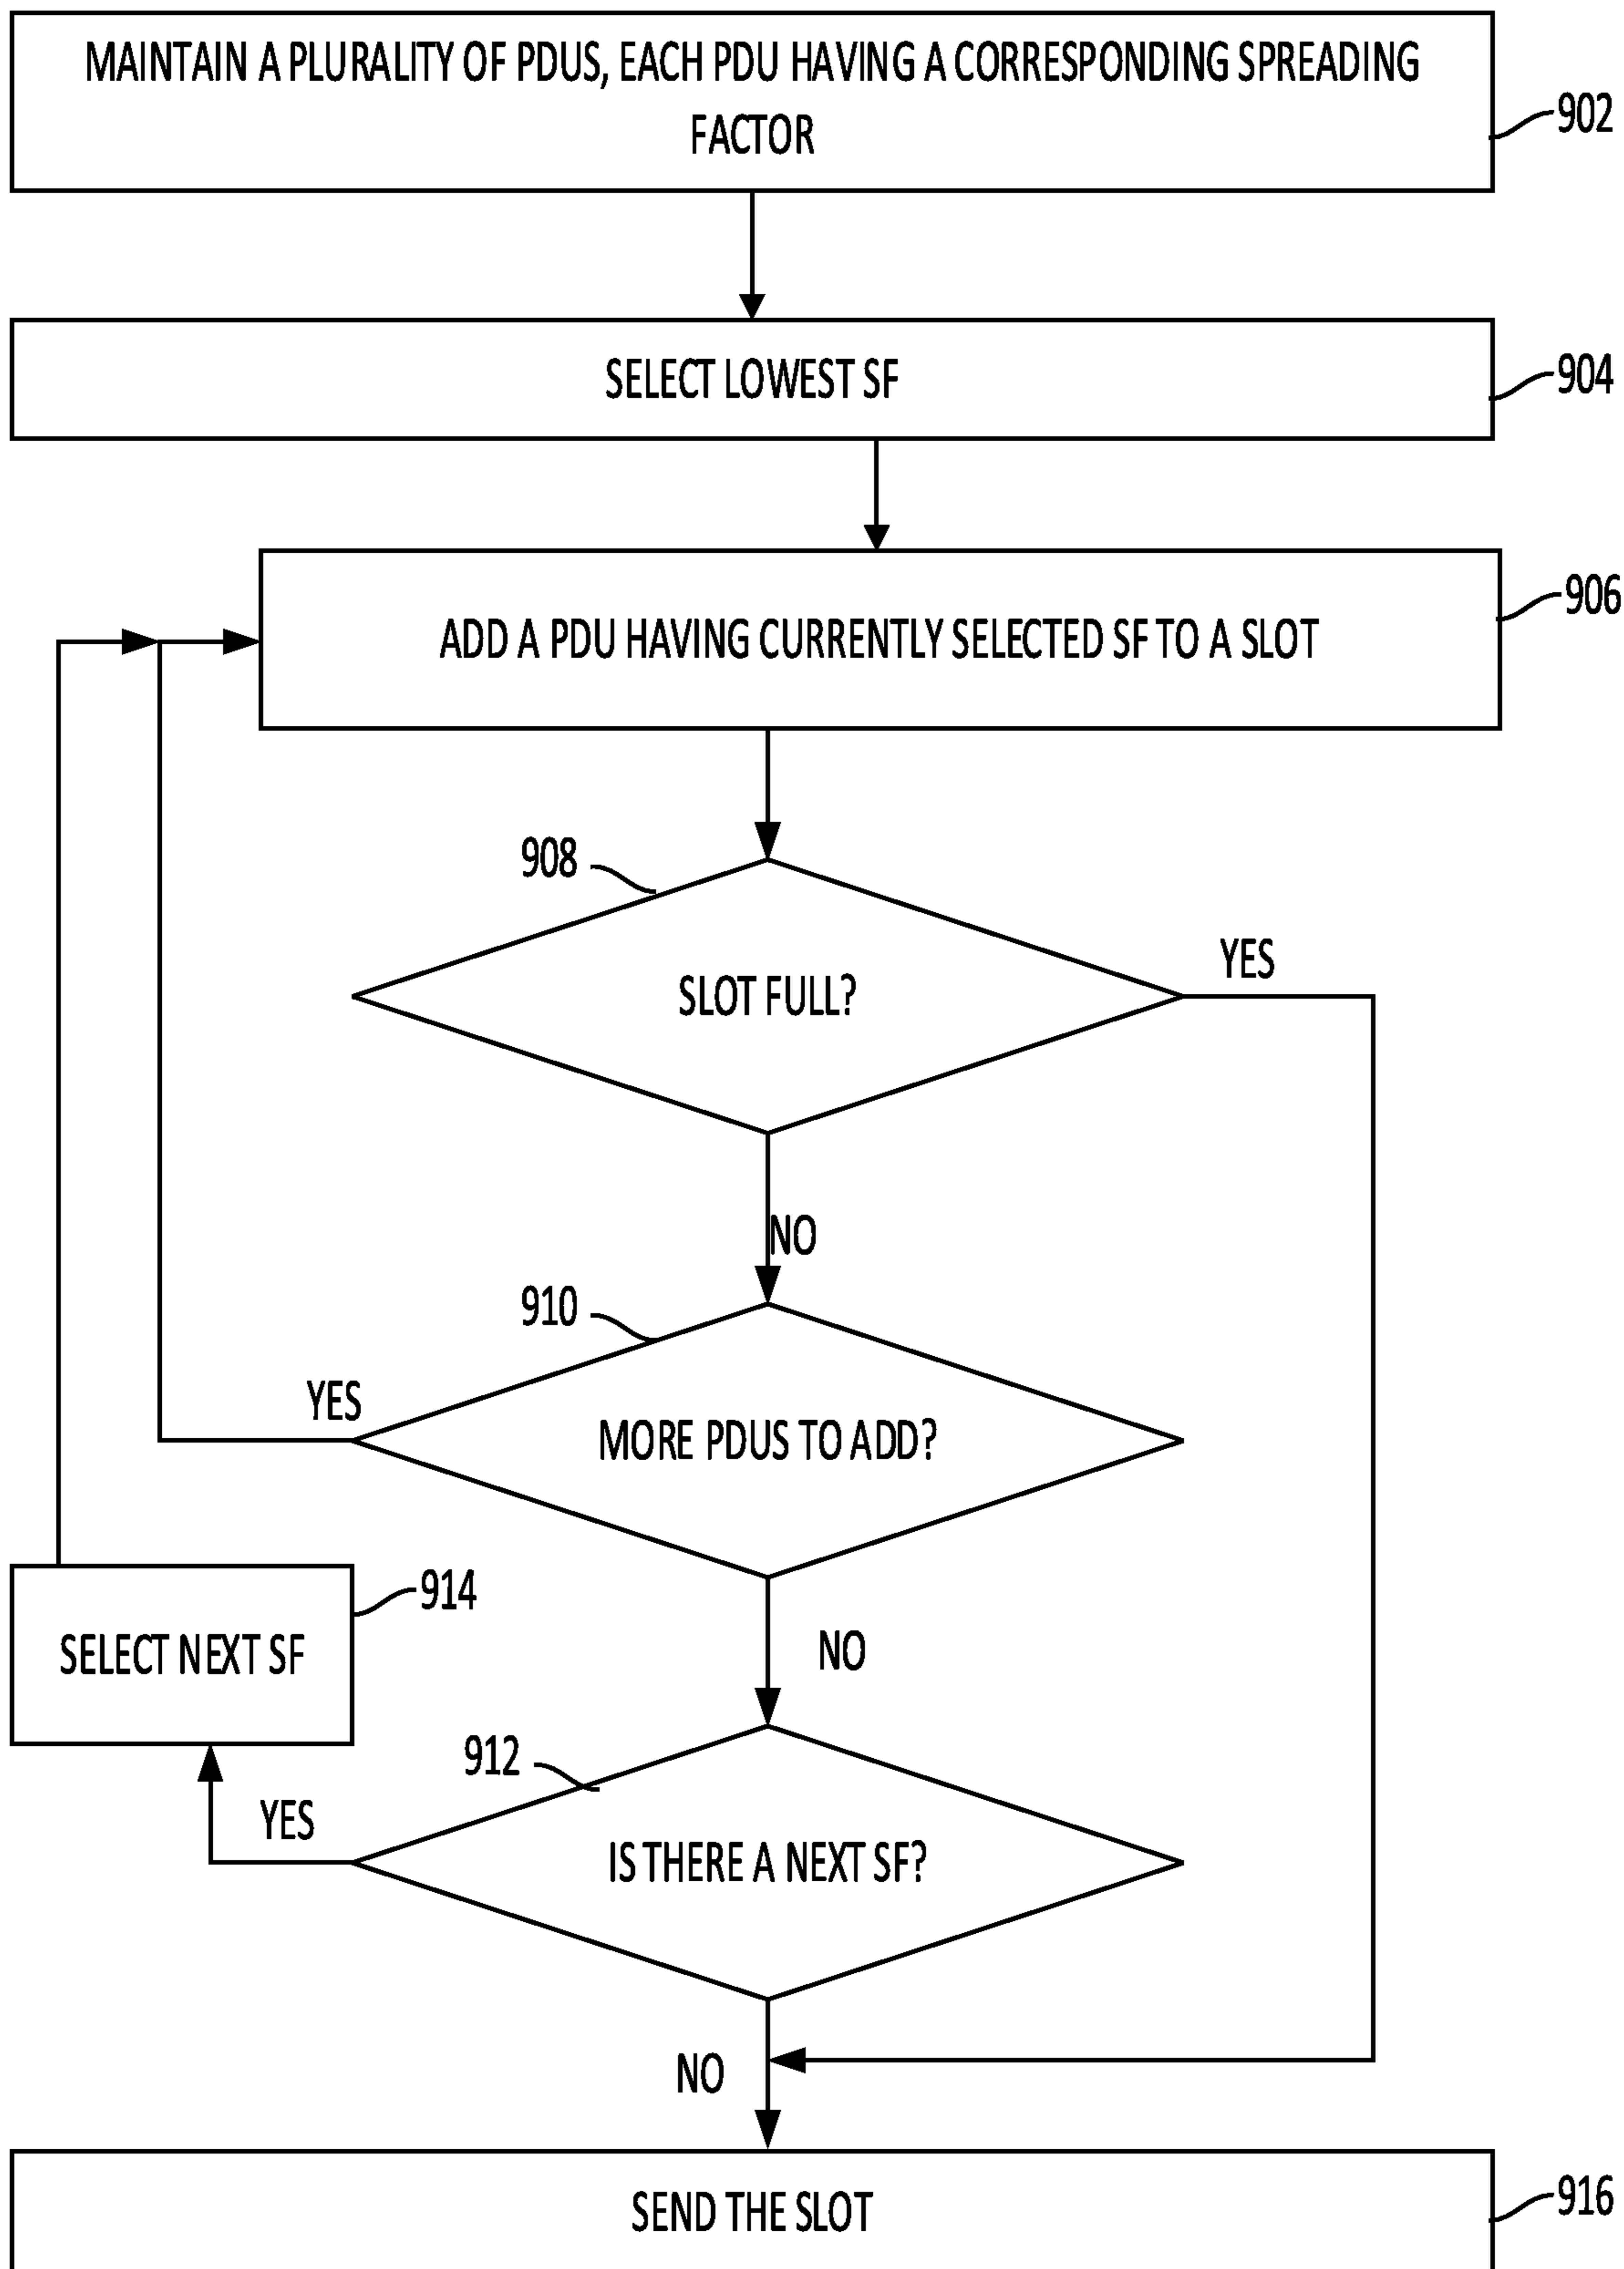 MAINTAIN A PLURALITY OF PDUS, EACH PDU HAVING A CORRESPONDING SPREADING
FACTOR
902
SELECT LOWEST SF
904
ADD A PDU HAVING CURRENTLY SELECTED SF TO A SLOT
906
908
SLOT FULL?
YES
NO
910
YES
MORE PDUS TO ADD?
914
SELECT NEXT SF
NO
912
YES
IS THERE A NEXT SF?
NO
SEND THE SLOT
916